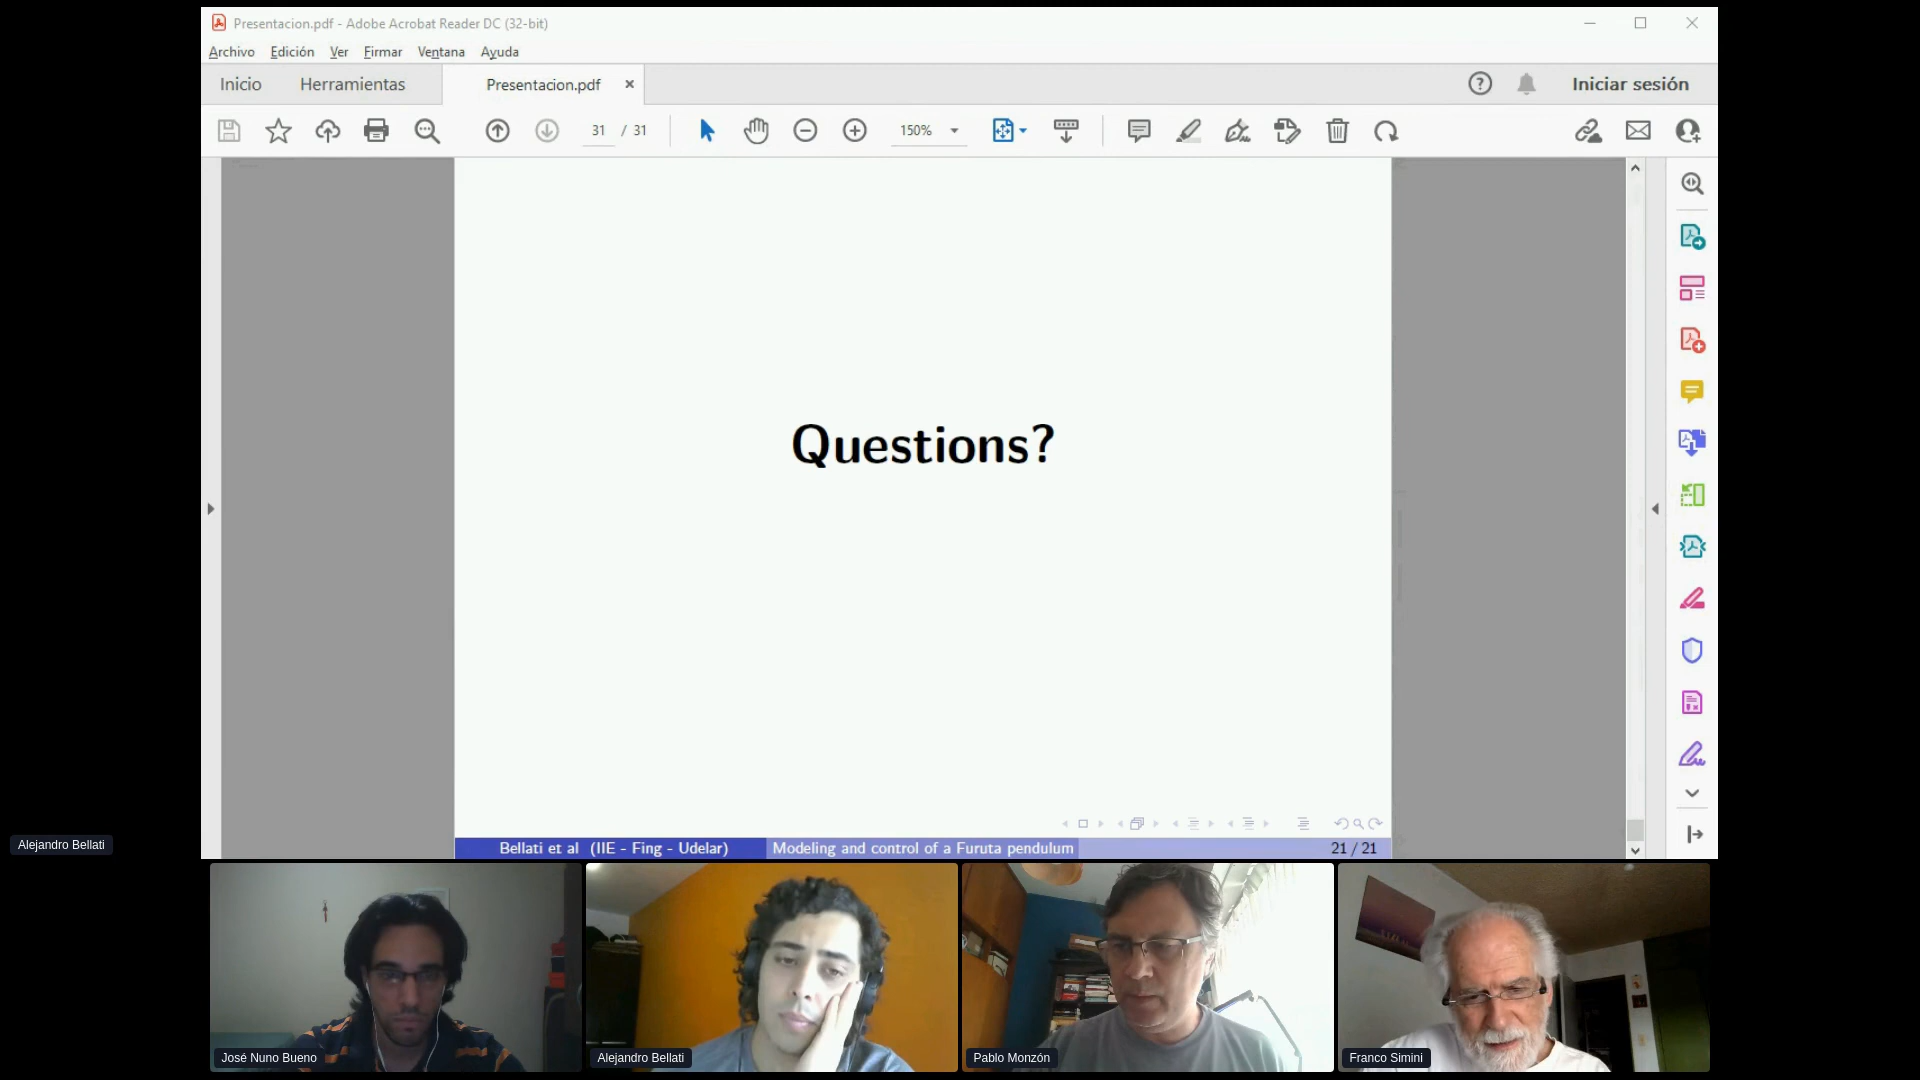 Presentacion.pdf - Adobe Acrobat Reader DC (32-bit)
Archivo Edición Ver Firmar Ventana Ayuda
Inicio Herramientas Presentacion.pdf Iniciar sesión
31 / 31 150%
Questions?
Bellati et al (IIE - Fing - Udelar) Modeling and control of a Furuta pendulum 21 / 21
Alejandro Bellati
José Nuno Bueno Alejandro Bellati Pablo Monzón Franco Simini